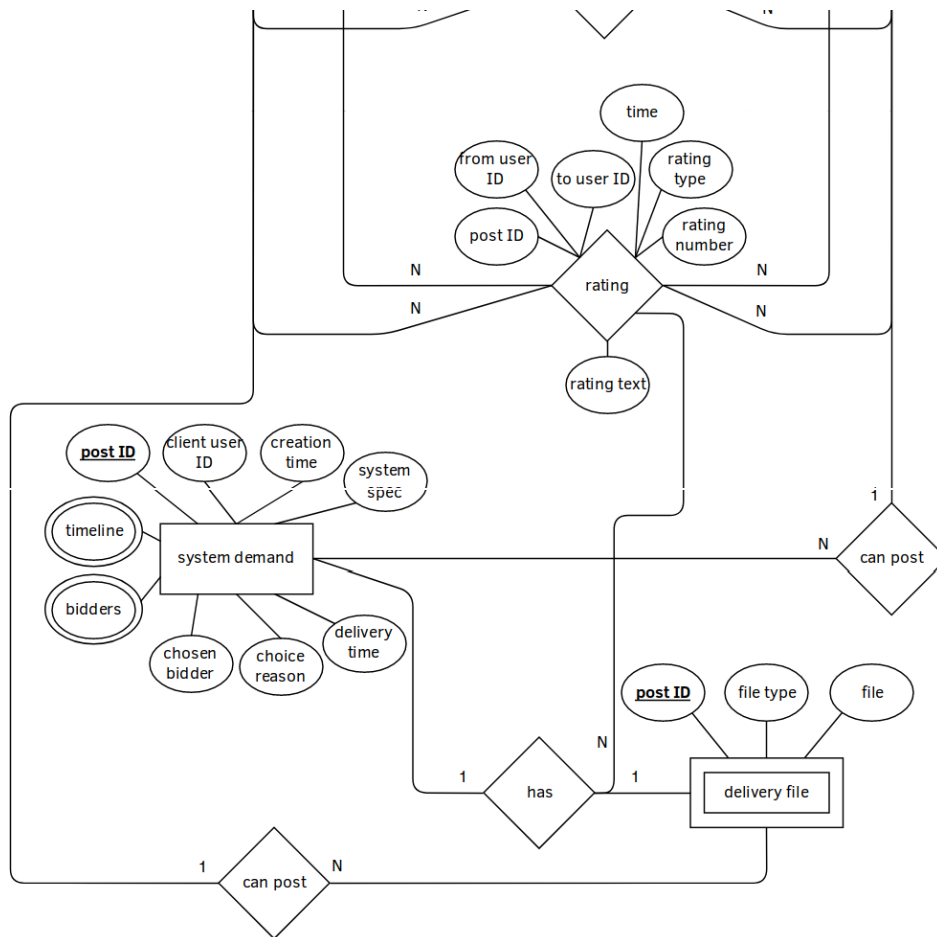 N
N
time
from user
ID
to user ID
rating
type
post ID
rating
number
N
N
rating
N
N
rating text
post ID
client user
ID
creation
time
system
spec
1
timeline
system demand
N
can post
bidders
chosen
bidder
choice
reason
delivery
time
post ID
file type
file
N
1
has
1
delivery file
1
can post
N